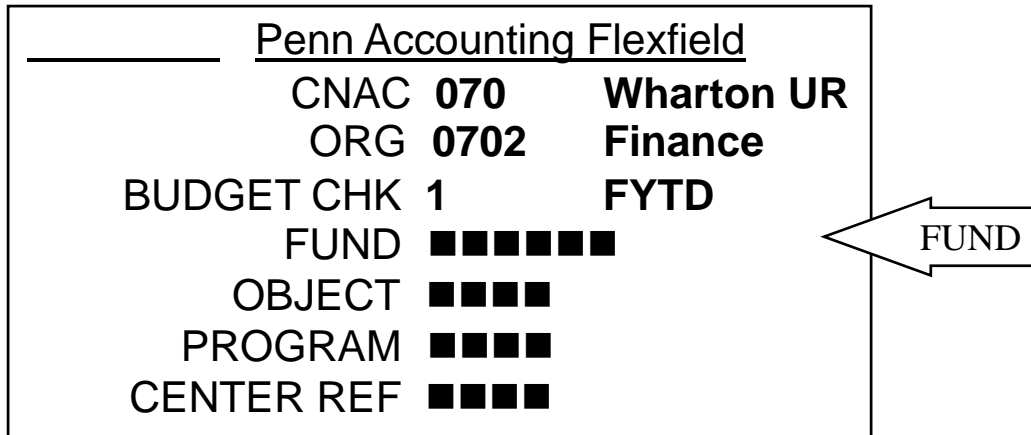 Penn Accounting Flexfield
CNAC 070 Wharton UR
ORG 0702 Finance
BUDGET CHK 1 FYTD
FUND ■■■■■■
FUND
OBJECT ■■■■
PROGRAM ■■■■
CENTER REF ■■■■